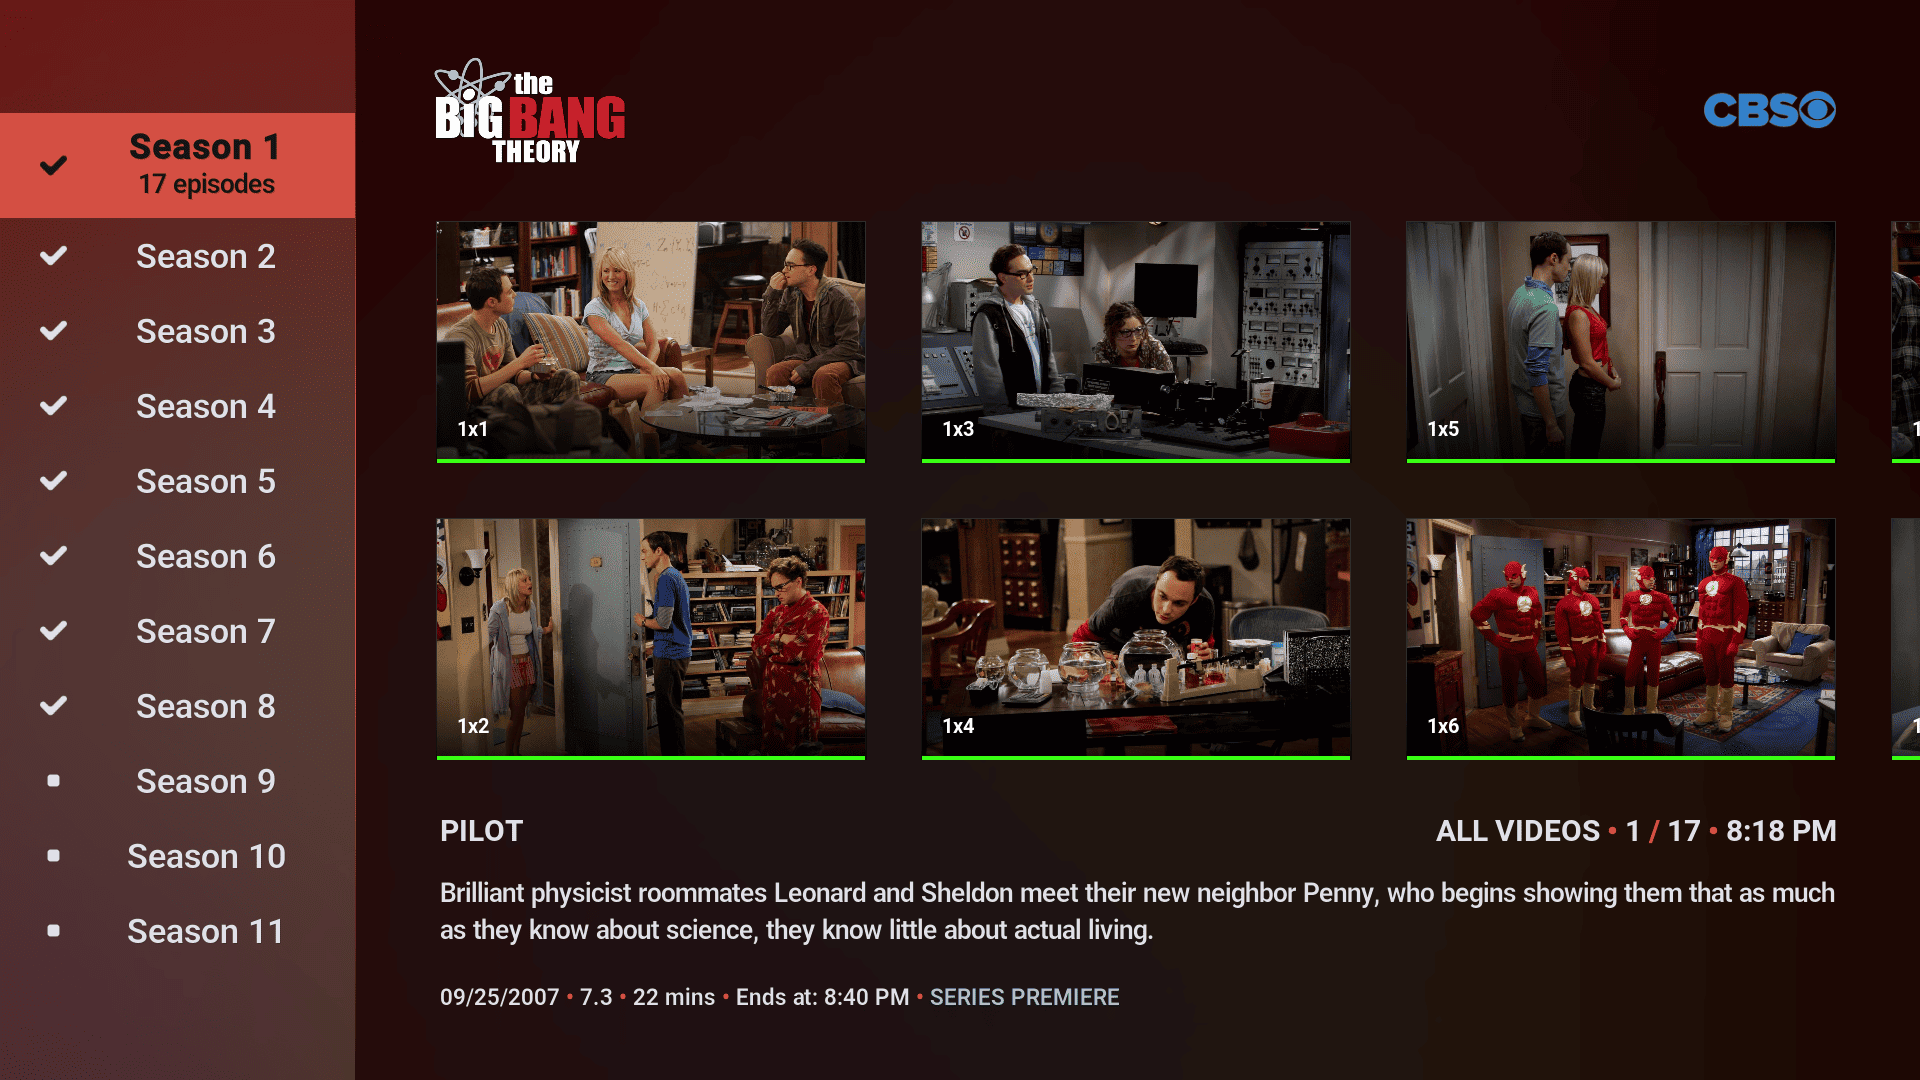 Season 1
17 episodes
Season 2
Season 3
Season 4
Season 5
Season 6
Season 7
Season 8
Season 9
Season 10
Season 11
the
BIG BANG
THEORY
CBS
1x1
1x3
1x5
1x2
1x4
1x6
PILOT
ALL VIDEOS • 1 / 17 • 8:18 PM
Brilliant physicist roommates Leonard and Sheldon meet their new neighbor Penny, who begins showing them that as much
as they know about science, they know little about actual living.
09/25/2007 • 7.3 • 22 mins • Ends at: 8:40 PM • SERIES PREMIERE